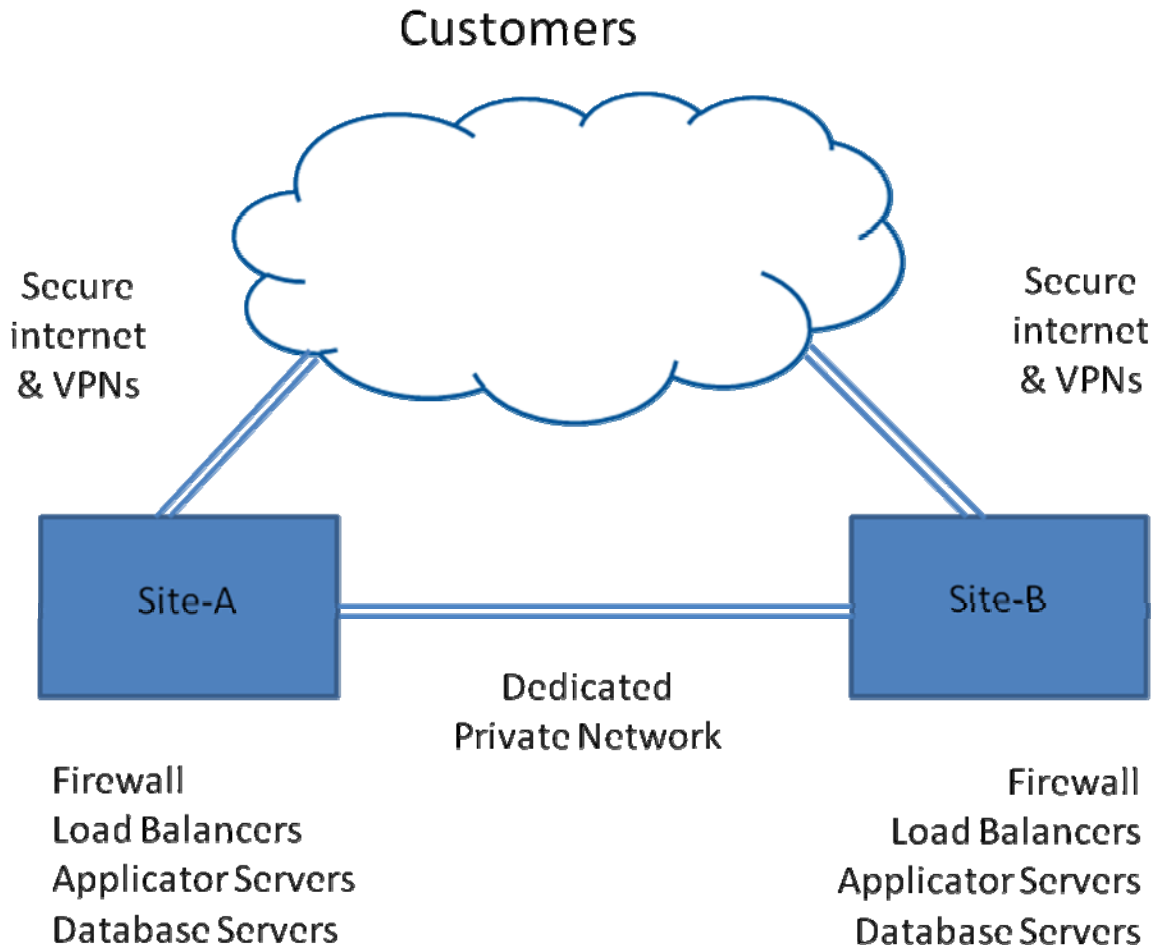 Customers
Secure
internet
& VPNs
Secure
internet
& VPNs
Site-A
Site-B
Dedicated
Private Network
Firewall
Load Balancers
Applicator Servers
Database Servers
Firewall
Load Balancers
Applicator Servers
Database Servers